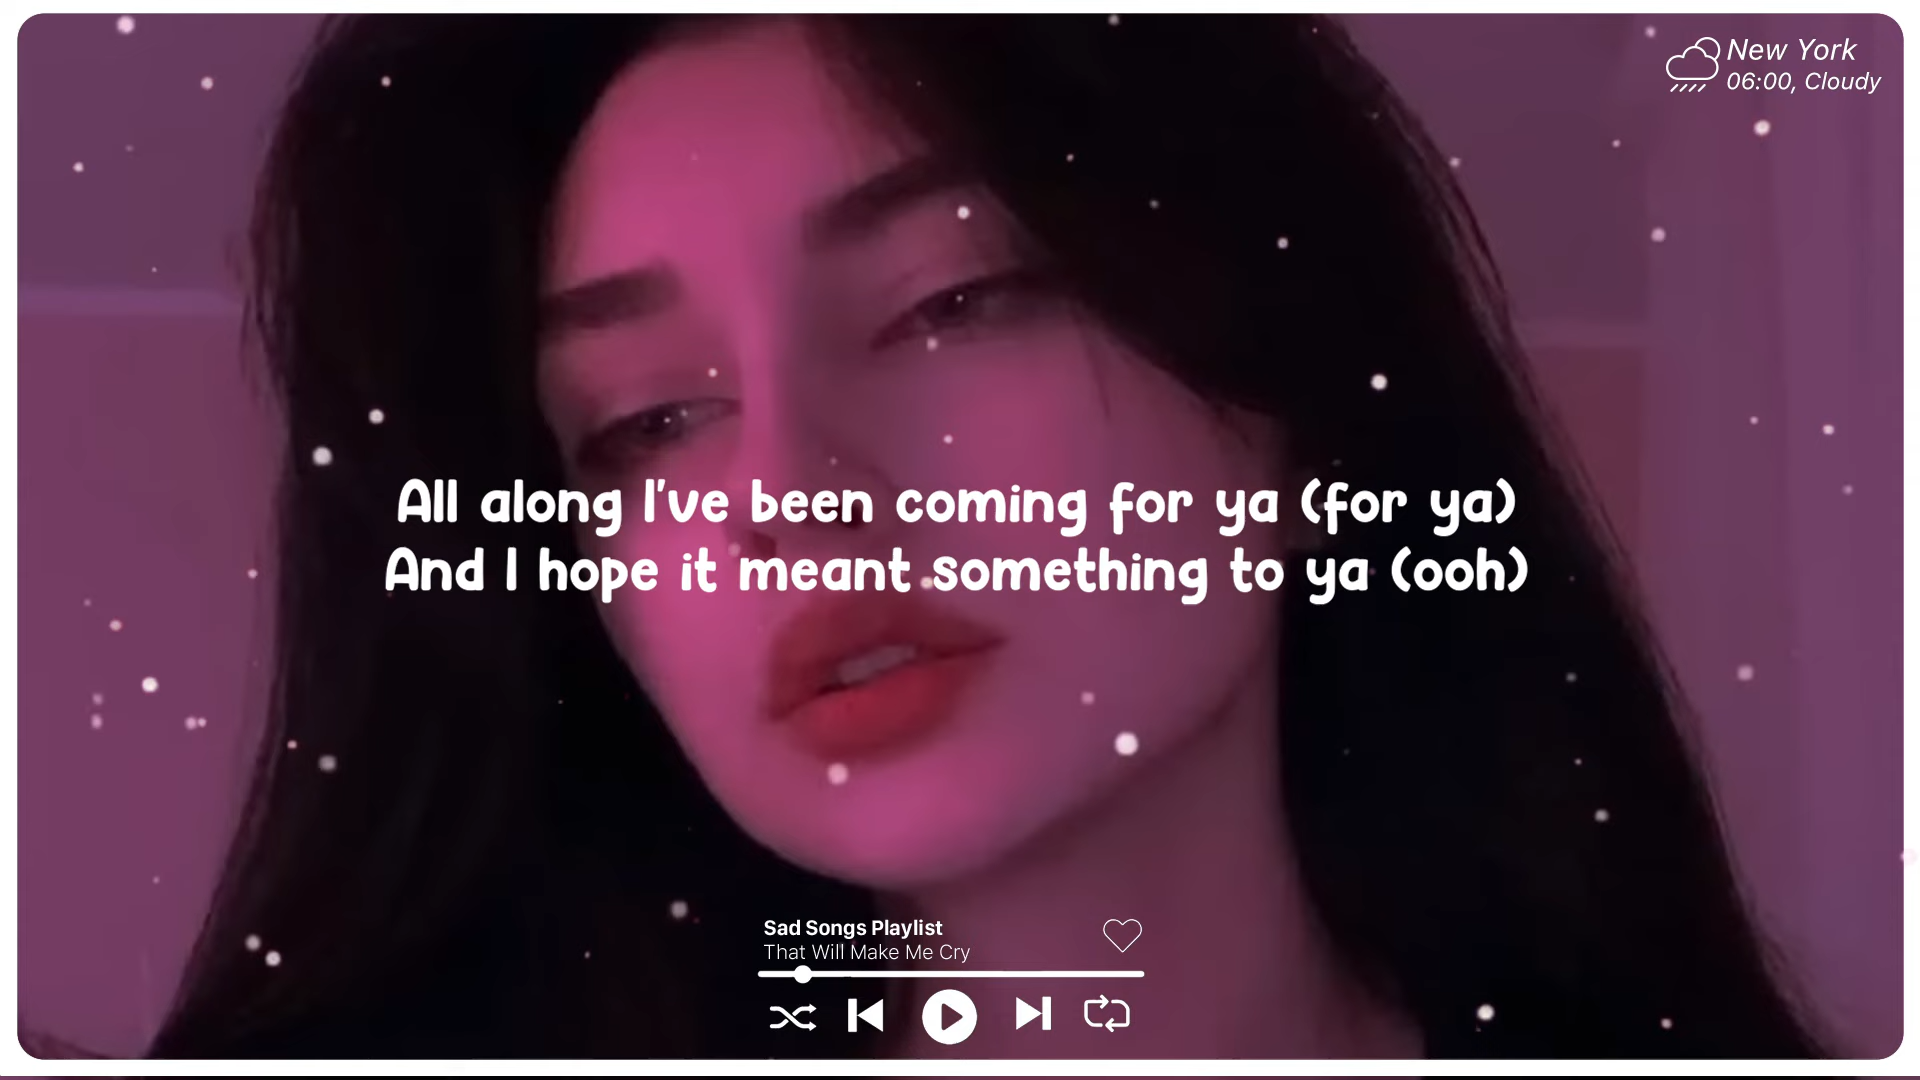 New York
06:00, Cloudy
All along I've been coming for ya (for ya)
And I hope it meant something to ya (ooh)
Sad Songs Playlist
That Will Make Me Cry